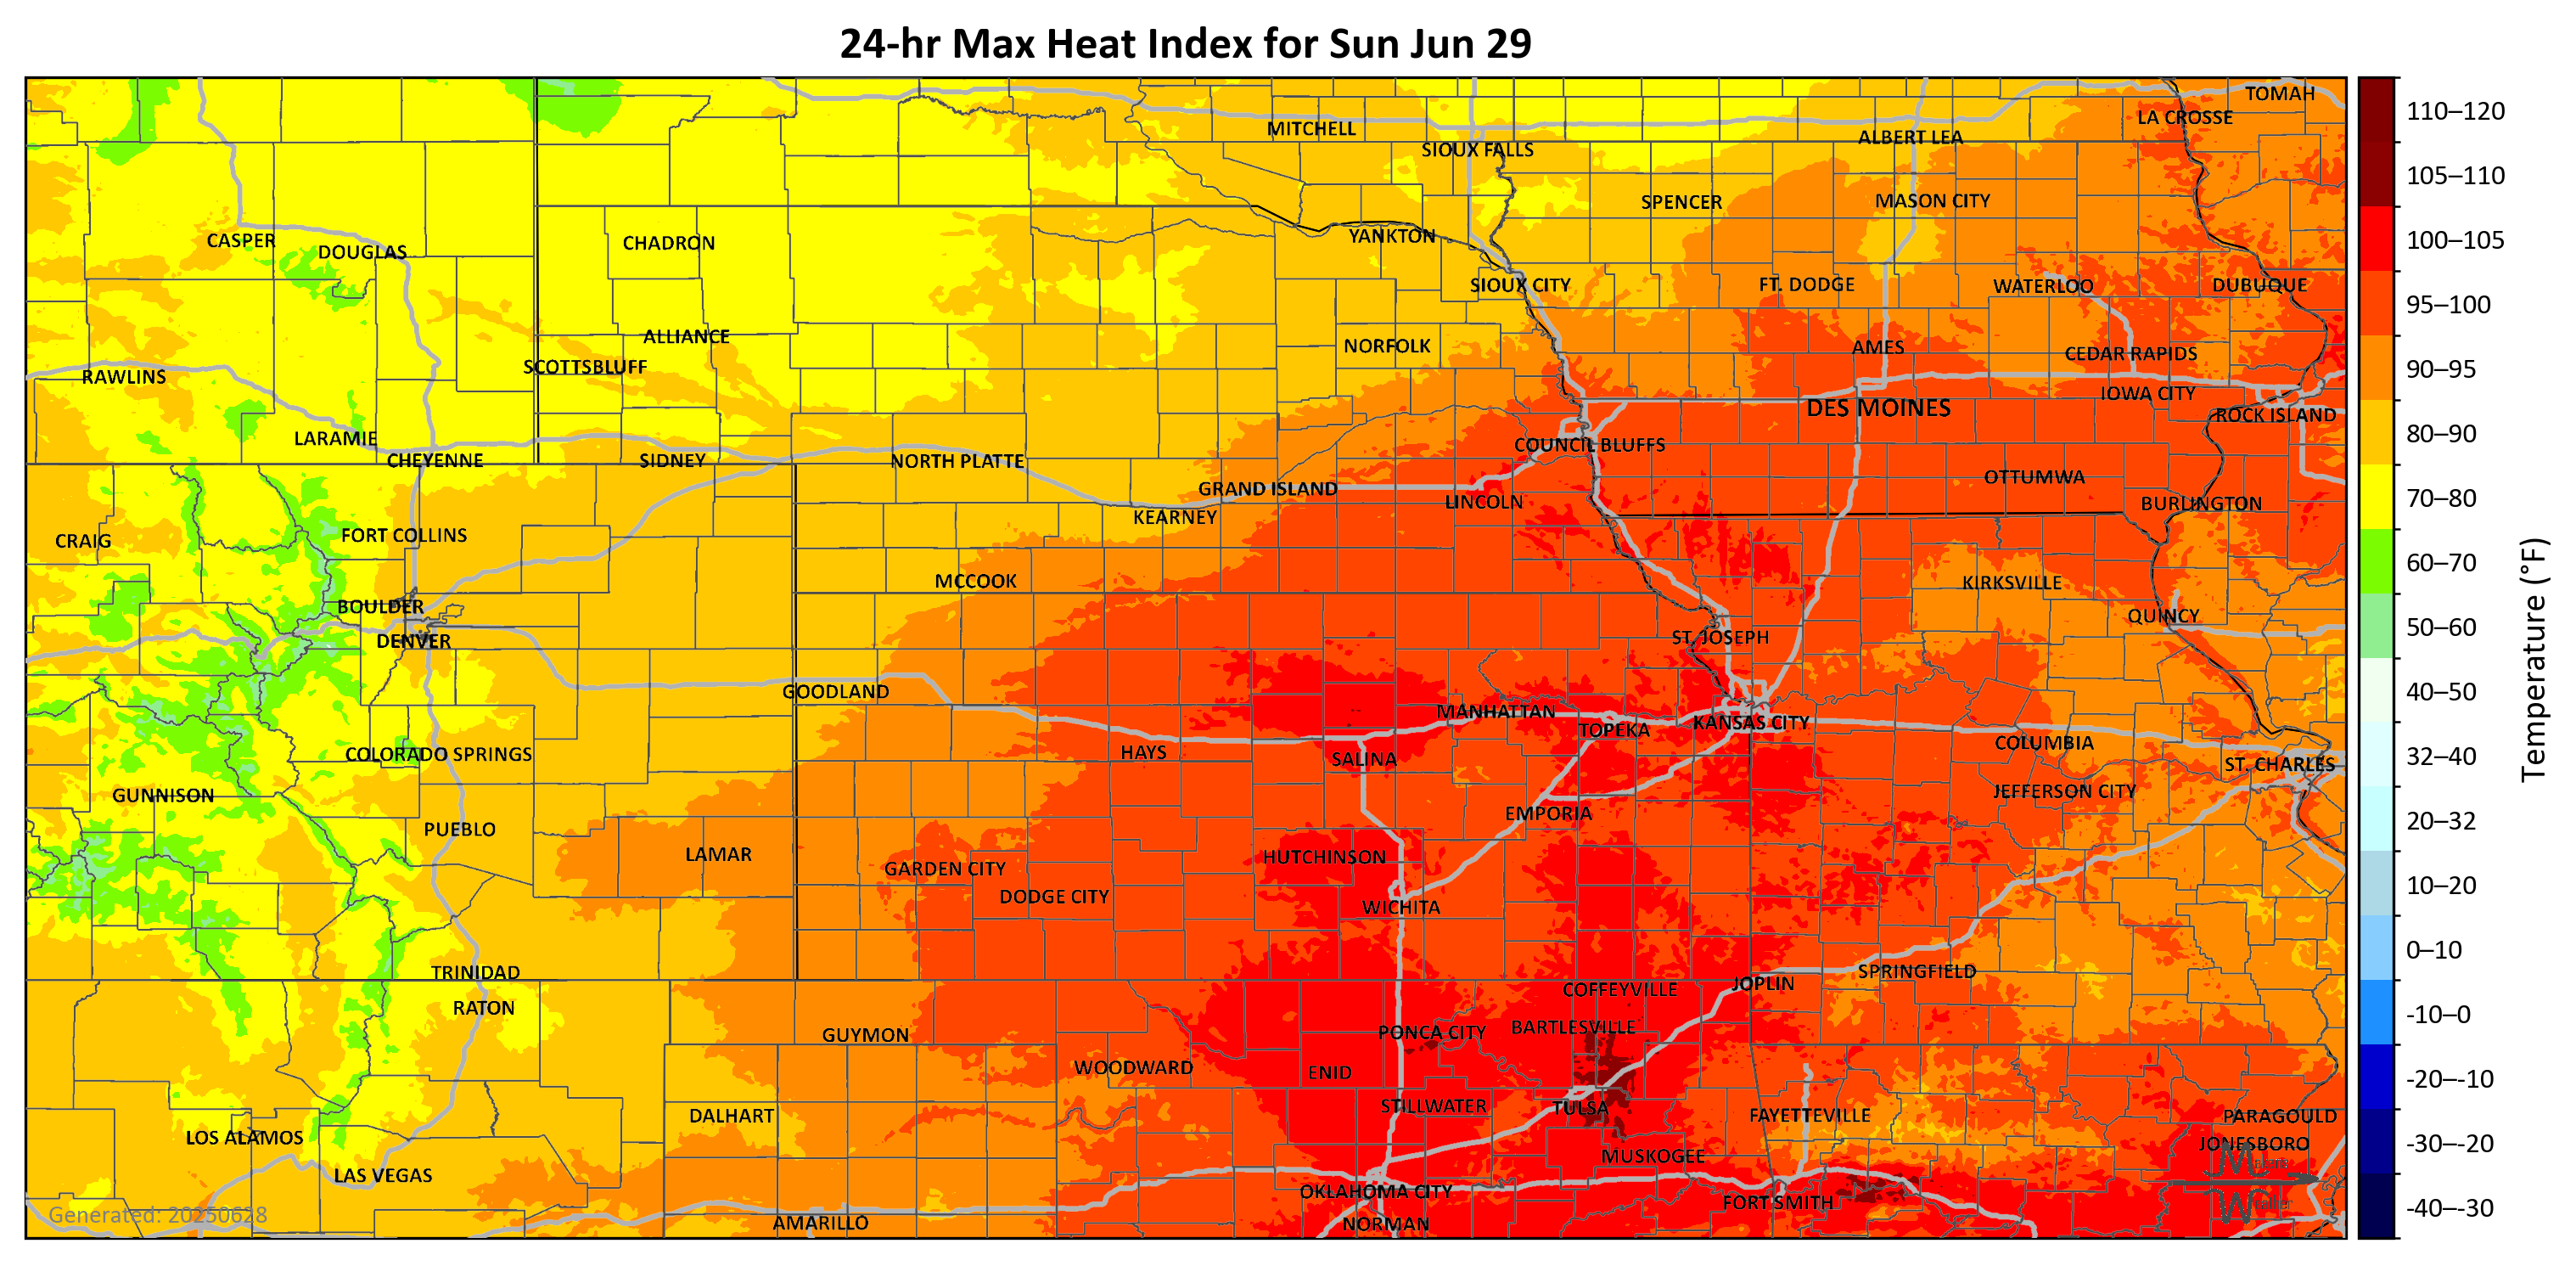 24-hr Max Heat Index for Sun Jun 29
TOMAH
LA CROSSE
MITCHELL
ALBERT LEA
SIOUX FALLS
MASON CITY
SPENCER
YANKTON
CASPER
CHADRON
DOUGLAS
SIOUX CITY
FT. DODGE
WATERLOO
DUBUQUE
ALLIANCE
NORFOLK
AMES
CEDAR RAPIDS
SCOTTSBLUFF
RAWLINS
IOWA CITY
DES MOINES
ROCK ISLAND
LARAMIE
COUNCIL BLUFFS
CHEYENNE
SIDNEY
NORTH PLATTE
OTTUMWA
GRAND ISLAND
LINCOLN
BURLINGTON
KEARNEY
FORT COLLINS
CRAIG
MCCOOK
KIRKSVILLE
BOULDER
QUINCY
DENVER
ST. JOSEPH
GOODLAND
MANHATTAN
TOPEKA
KANSAS CITY
COLUMBIA
COLORADO SPRINGS
HAYS
SALINA
ST. CHARLES
GUNNISON
JEFFERSON CITY
EMPORIA
PUEBLO
LAMAR
HUTCHINSON
GARDEN CITY
DODGE CITY
WICHITA
TRINIDAD
SPRINGFIELD
JOPLIN
COFFEYVILLE
RATON
GUYMON
PONCA CITY
BARTLESVILLE
WOODWARD
ENID
STILLWATER
TULSA
DALHART
FAYETTEVILLE
PARAGOULD
LOS ALAMOS
JONESBORO
MUSKOGEE
LAS VEGAS
OKLAHOMA CITY
FORT SMITH
AMARILLO
NORMAN
Generated: 20250628
110–120
105–110
100–105
95–100
90–95
80–90
70–80
60–70
50–60
40–50
32–40
20–32
10–20
0–10
-10–0
-20–-10
-30–-20
-40–-30
Temperature (°F)